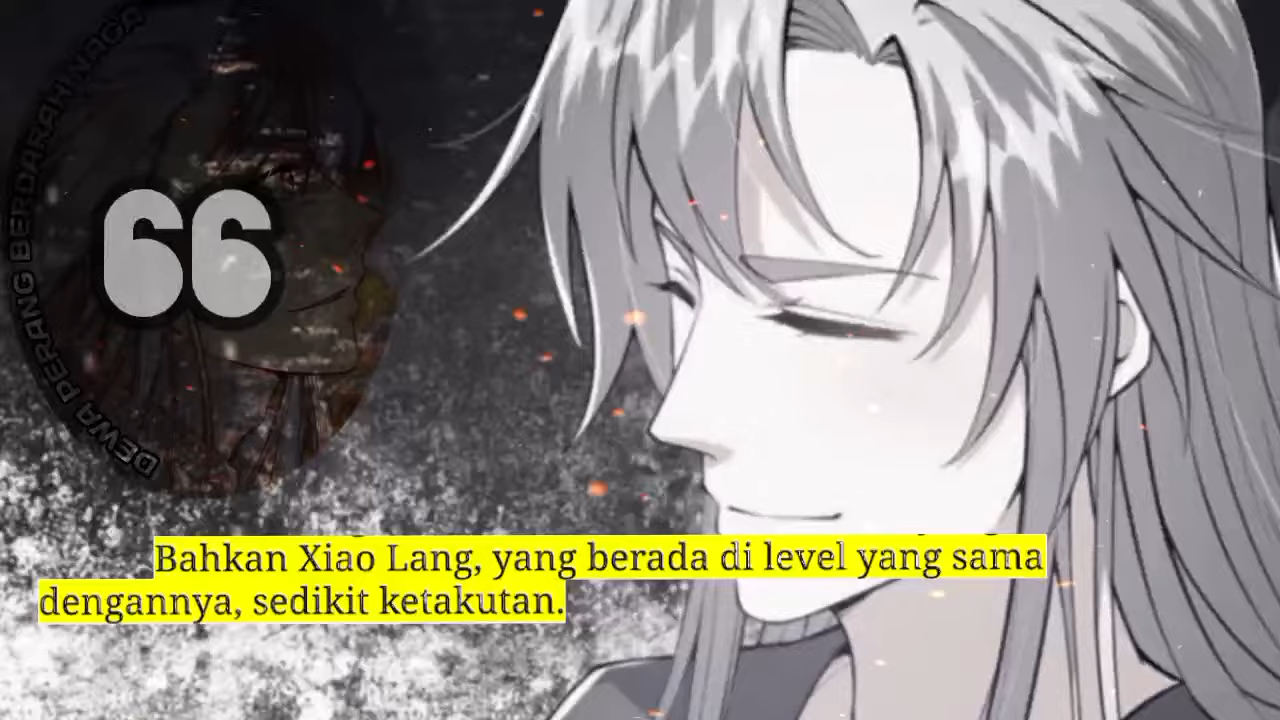 DEWA PERANG BERDARAH NAGA
66
Bahkan Xiao Lang, yang berada di level yang sama
dengannya, sedikit ketakutan.